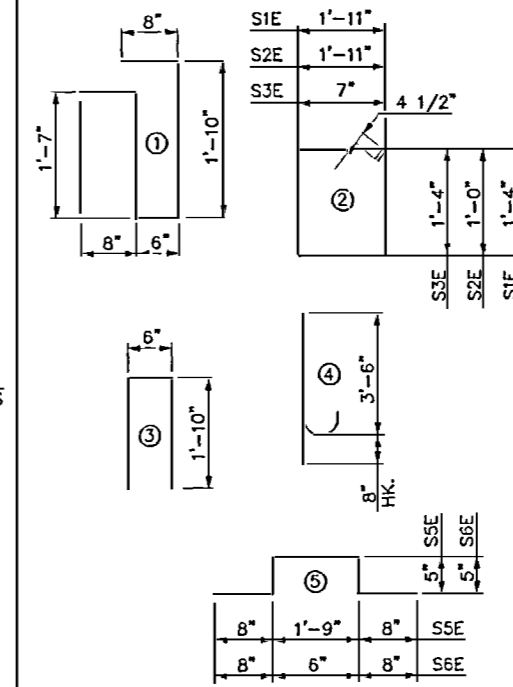 8"
1'-7"
①
1'-10"
8" 6"
S1E 1'-11"
S2E 1'-11"
S3E 7"
4 1/2"
②
1'-4" 1'-0" 1'-4"
S3E S2E S1E
6"
③
1'-10"
④
3'-6"
8" HK.
⑤
5" 5"
S5E S6E
8" 1'-9" 8" S5E
8" 6" 8" S6E